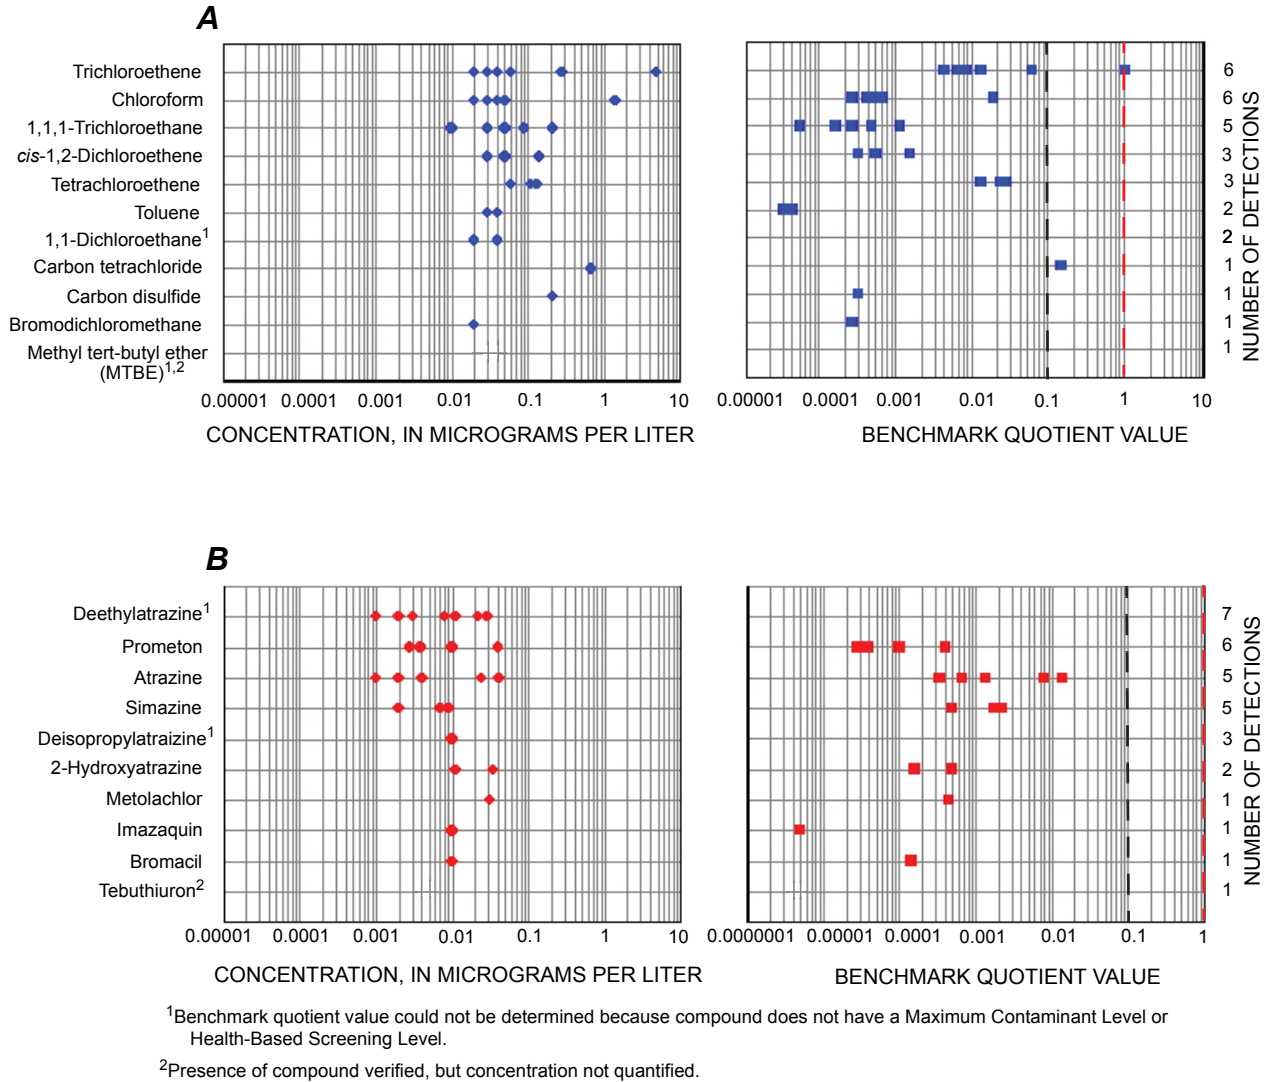 A
Trichloroethene
Chloroform
1,1,1-Trichloroethane
cis-1,2-Dichloroethene
Tetrachloroethene
Toluene
1,1-Dichloroethane1
Carbon tetrachloride
Carbon disulfide
Bromodichloromethane
Methyl tert-butyl ether
(MTBE)1,2
0.00001 0.0001 0.001 0.01 0.1 1 10
CONCENTRATION, IN MICROGRAMS PER LITER
6
6
5
3
3
2
2
1
1
1
1
NUMBER OF DETECTIONS
0.00001 0.0001 0.001 0.01 0.1 1 10
BENCHMARK QUOTIENT VALUE
B
Deethylatrazine1
Prometon
Atrazine
Simazine
Deisopropylatraizine1
2-Hydroxyatrazine
Metolachlor
Imazaquin
Bromacil
Tebuthiuron2
0.00001 0.0001 0.001 0.01 0.1 1 10
CONCENTRATION, IN MICROGRAMS PER LITER
7
6
5
5
3
2
1
1
1
1
NUMBER OF DETECTIONS
0.0000001 0.00001 0.0001 0.001 0.01 0.1 1
BENCHMARK QUOTIENT VALUE
1Benchmark quotient value could not be determined because compound does not have a Maximum Contaminant Level or
Health-Based Screening Level.
2Presence of compound verified, but concentration not quantified.